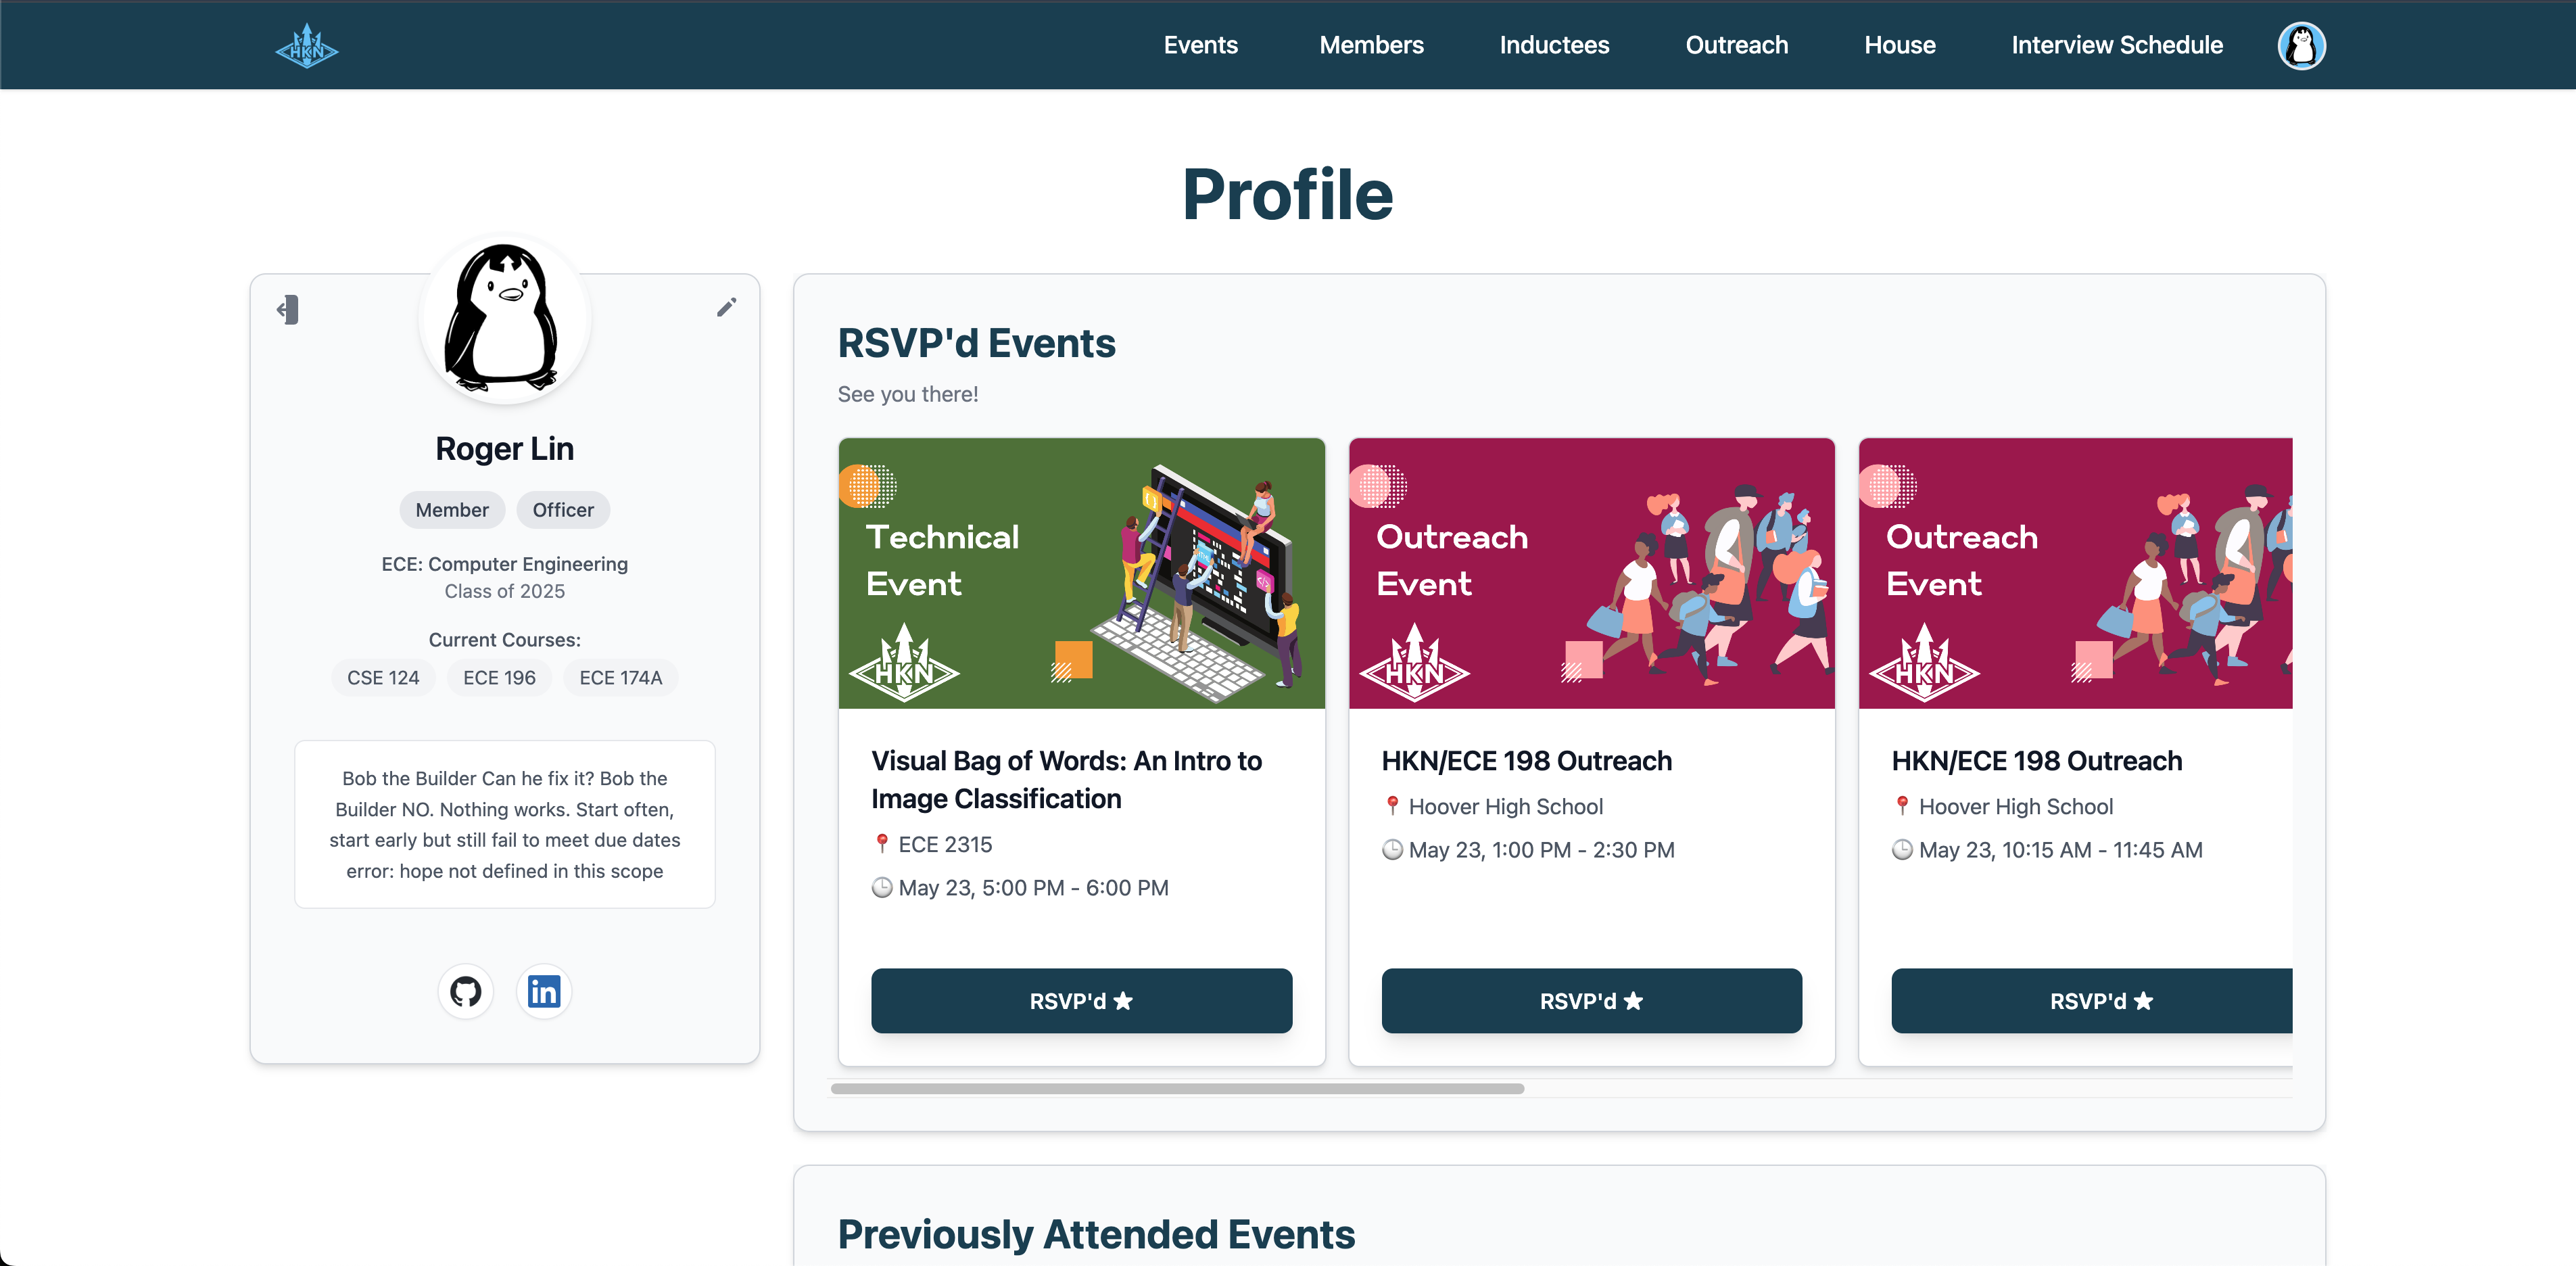 HKN
Events
Members
Inductees
Outreach
House
Interview Schedule
Profile
Roger Lin
Member
Officer
ECE: Computer Engineering
Class of 2025
Current Courses:
CSE 124
ECE 196
ECE 174A
Bob the Builder Can he fix it? Bob the
Builder NO. Nothing works. Start often,
start early but still fail to meet due dates
error: hope not defined in this scope
in
RSVP'd Events
See you there!
Technical
Event
HKN
Visual Bag of Words: An Intro to
Image Classification
ECE 2315
May 23, 5:00 PM - 6:00 PM
RSVP'd
Outreach
Event
HKN
HKN/ECE 198 Outreach
Hoover High School
May 23, 1:00 PM - 2:30 PM
RSVP'd
Outreach
Event
HKN
HKN/ECE 198 Outreach
Hoover High School
May 23, 10:15 AM - 11:45 AM
RSVP'd
Previously Attended Events